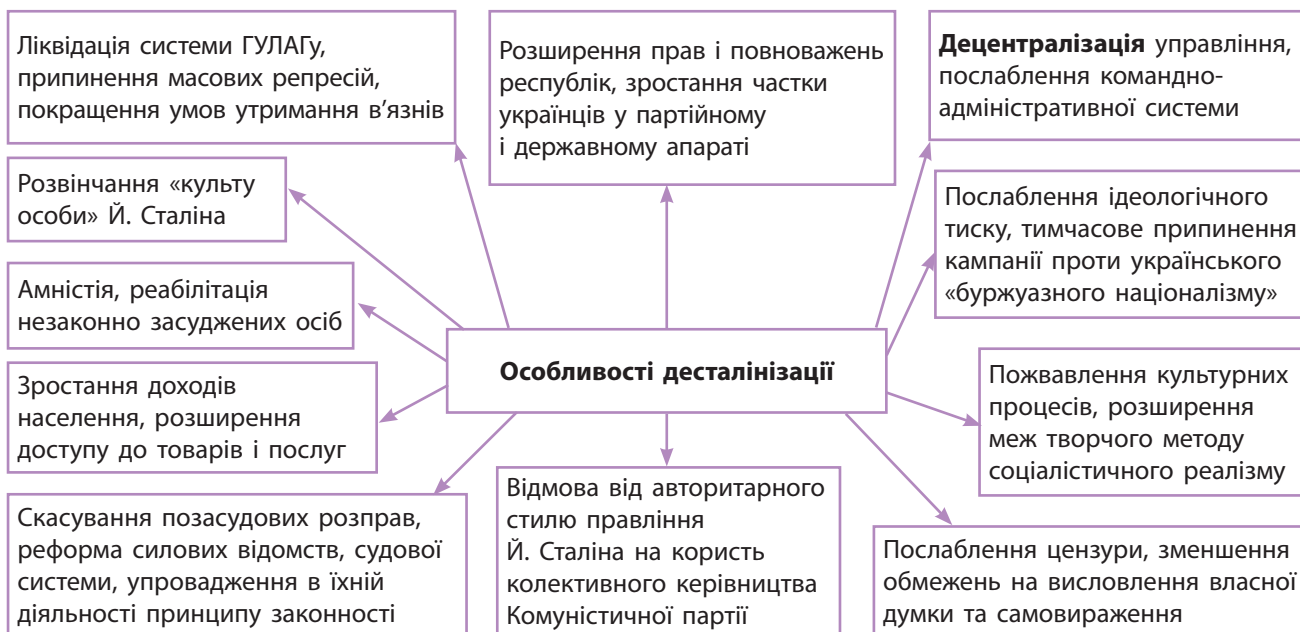 Ліквідація системи ГУЛАГу,
припинення масових репресій,
покращення умов утримання в’язнів
Розширення прав і повноважень
республік, зростання частки
українців у партійному
і державному апараті
Децентралізація управління,
послаблення командно-
адміністративної системи
Розвінчання «культу
особи» Й. Сталіна
Послаблення ідеологічного
тиску, тимчасове припинення
кампанії проти українського
«буржуазного націоналізму»
Амністія, реабілітація
незаконно засуджених осіб
Особливості десталінізації
Зростання доходів
населення, розширення
доступу до товарів і послуг
Пожвавлення культурних
процесів, розширення
меж творчого методу
соціалістичного реалізму
Скасування позасудових розправ,
реформа силових відомств, судової
системи, упровадження в їхній
діяльності принципу законності
Відмова від авторитарного
стилю правління
Й. Сталіна на користь
колективного керівництва
Комуністичної партії
Послаблення цензури, зменшення
обмежень на висловлення власної
думки та самовираження